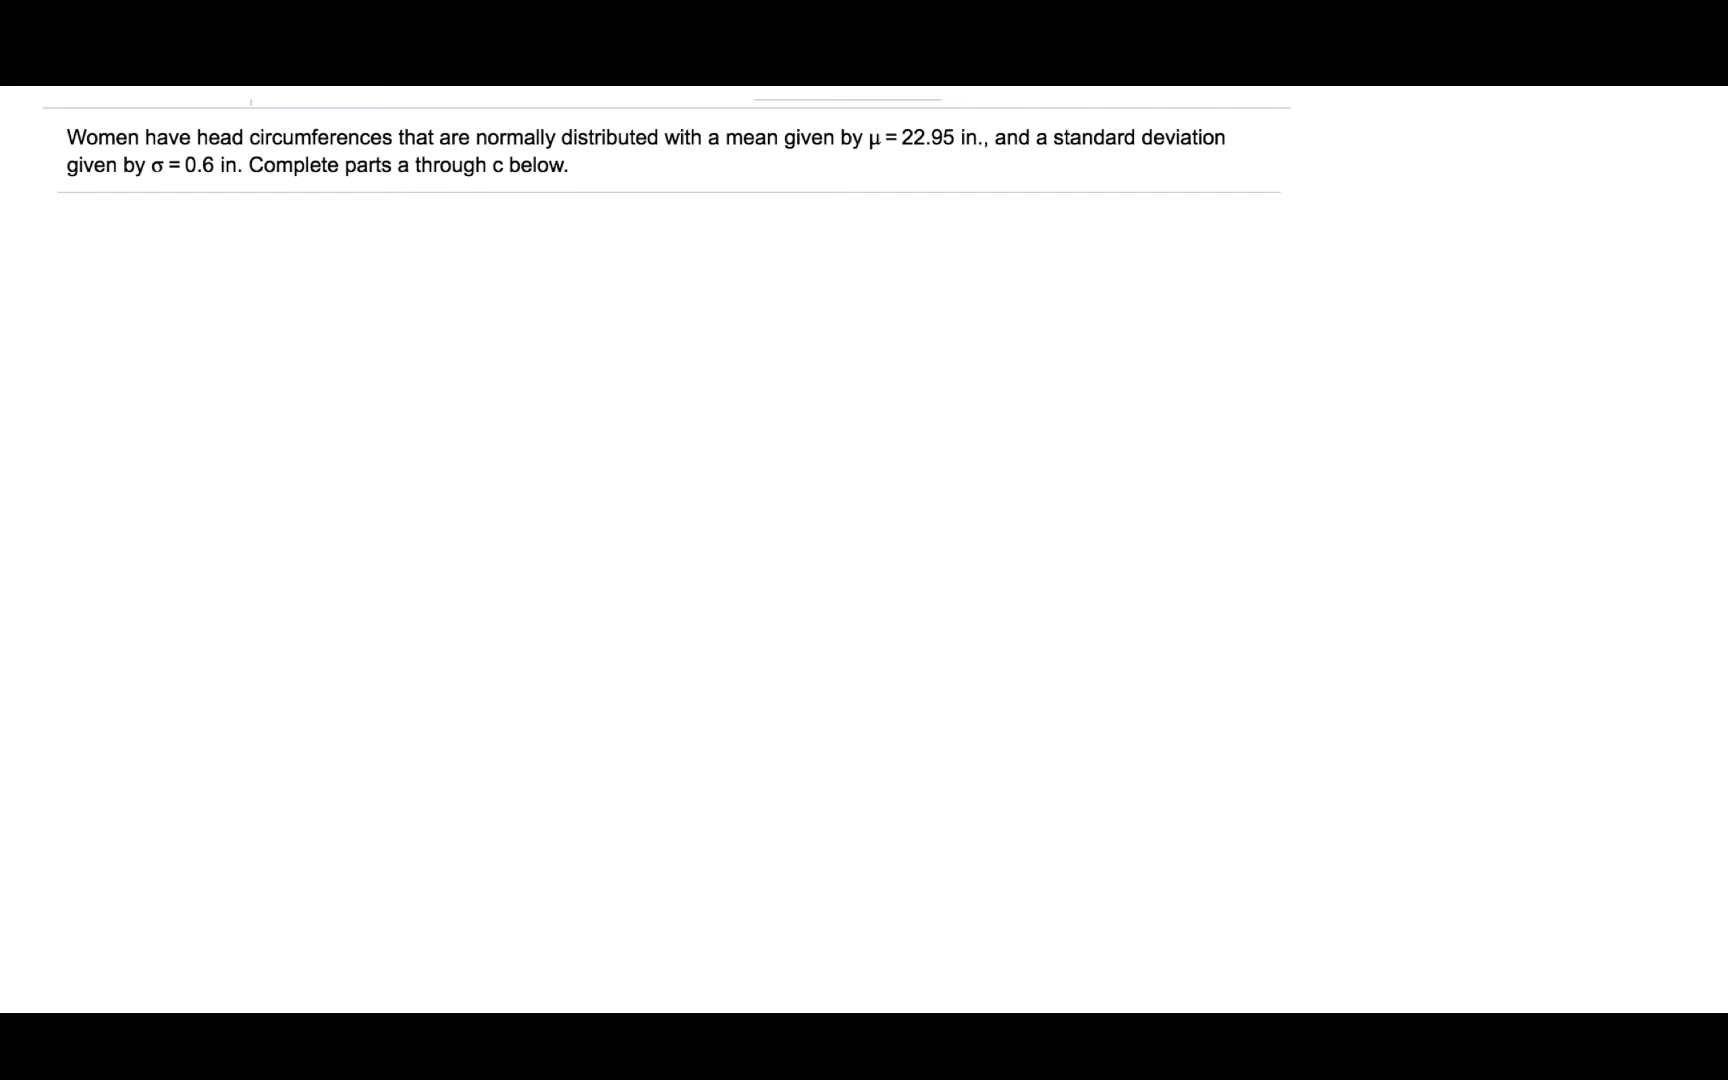 Women have head circumferences that are normally distributed with a mean given by μ = 22.95 in., and a standard deviation
given by σ = 0.6 in. Complete parts a through c below.